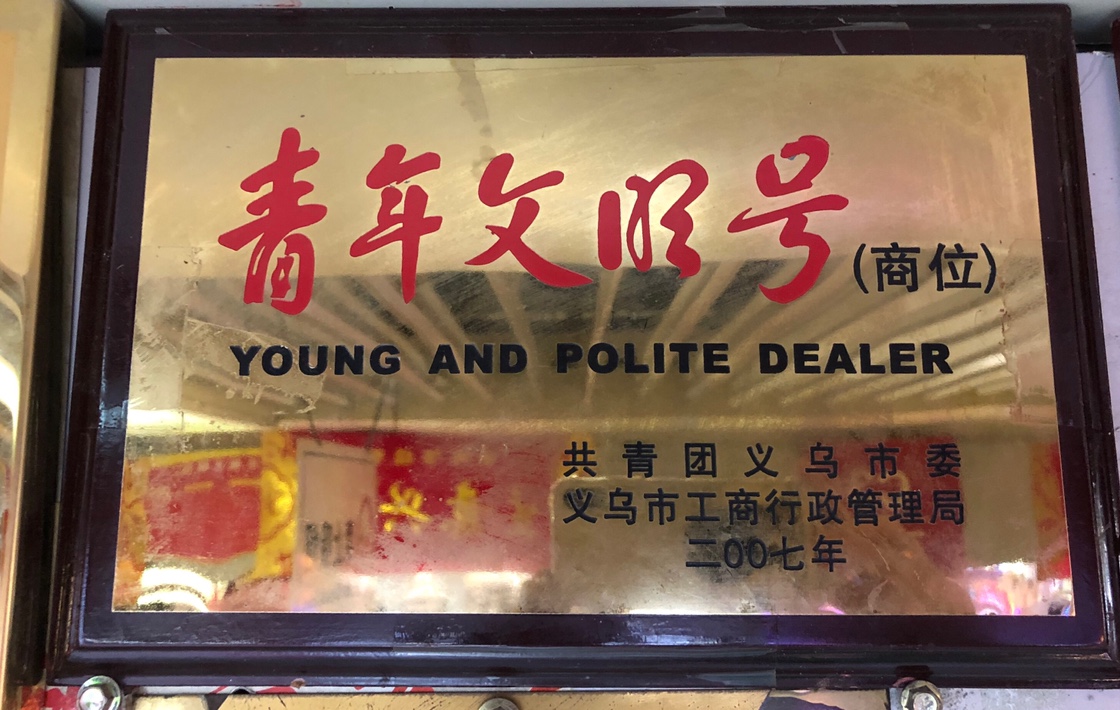 青年文明号(商位)
YOUNG AND POLITE DEALER
共青团义乌市委
义乌市工商行政管理局
二00七年